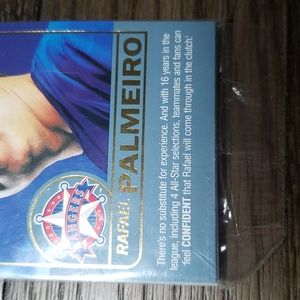 RANGERS
RAFAEL PALMEIRO
There's no substitute for experience. And with 16 years in the
league, including 4 All-Star selections, teammates and fans can
feel CONFIDENT that Rafael will come through in the clutch!